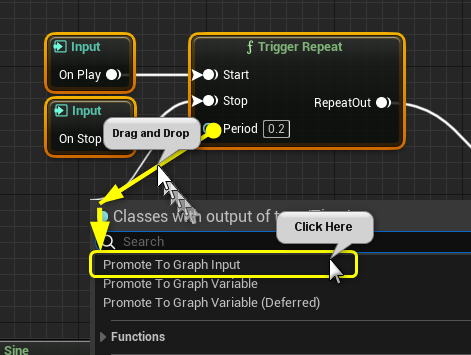 Input
Trigger Repeat
On Play
Start
Input
Stop
RepeatOut
On Stop
Drag and Drop
Period
0.2
Classes with output of
Click Here
Search
Promote To Graph Input
Promote To Graph Variable
Promote To Graph Variable (Deferred)
Functions
Sine